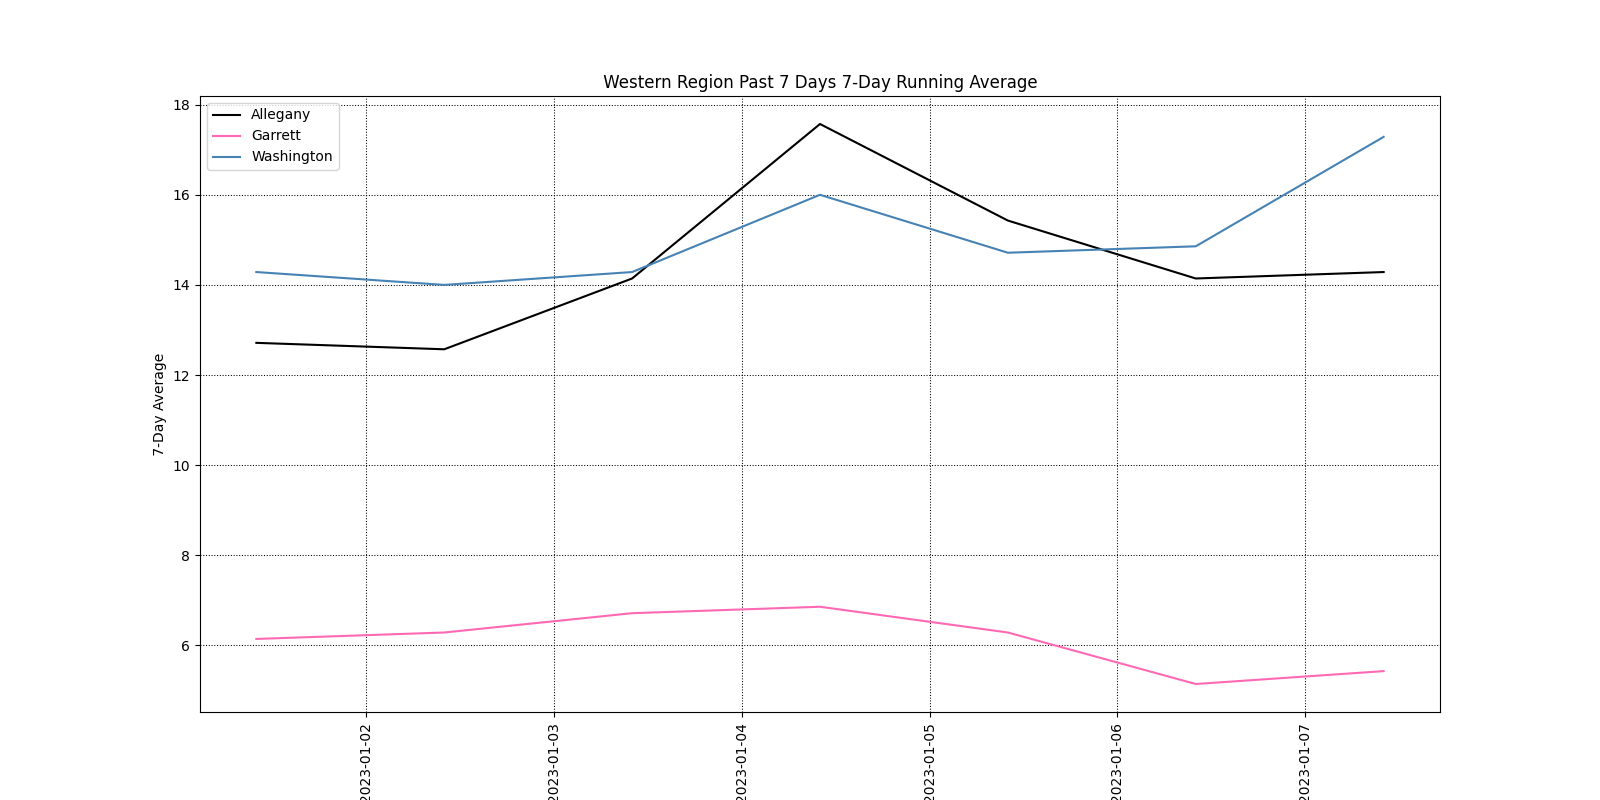 Western Region Past 7 Days 7-Day Running Average
Allegany
Garrett
Washington
7-Day Average
18
16
14
12
10
8
6
2023-01-02
2023-01-03
2023-01-04
2023-01-05
2023-01-06
2023-01-07